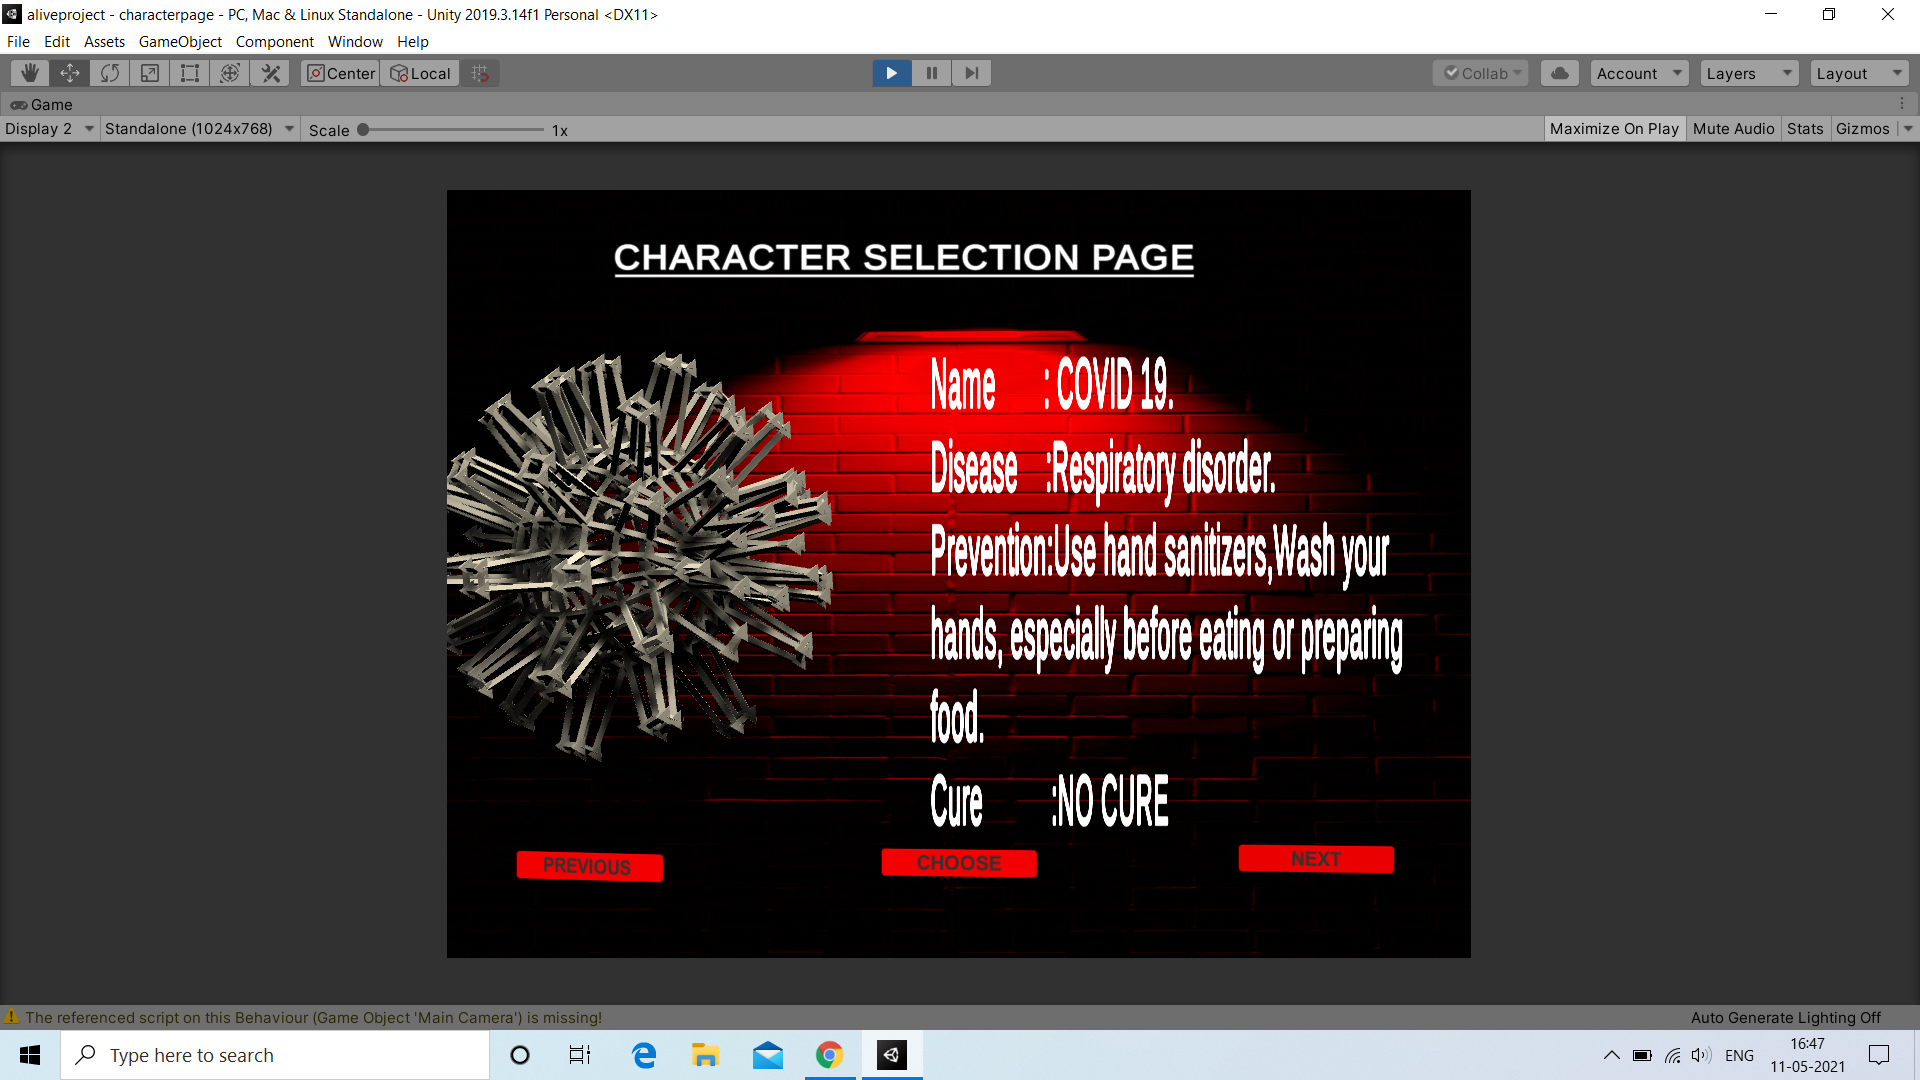 aliveproject - characterpage - PC, Mac & Linux Standalone - Unity 2019.3.14f1 Personal <DX11>
File Edit Assets GameObject Component Window Help
Center Local Collab Account Layers Layout
Game
Display 2 Standalone (1024x768) Scale 1x Maximize On Play Mute Audio Stats Gizmos
CHARACTER SELECTION PAGE
Name : COVID 19.
Disease :Respiratory disorder.
Prevention:Use hand sanitizers,Wash your
hands, especially before eating or preparing
food.
Cure :NO CURE
PREVIOUS CHOOSE NEXT
The referenced script on this Behaviour (Game Object 'Main Camera') is missing! Auto Generate Lighting Off
Type here to search ENG 16:47
11-05-2021